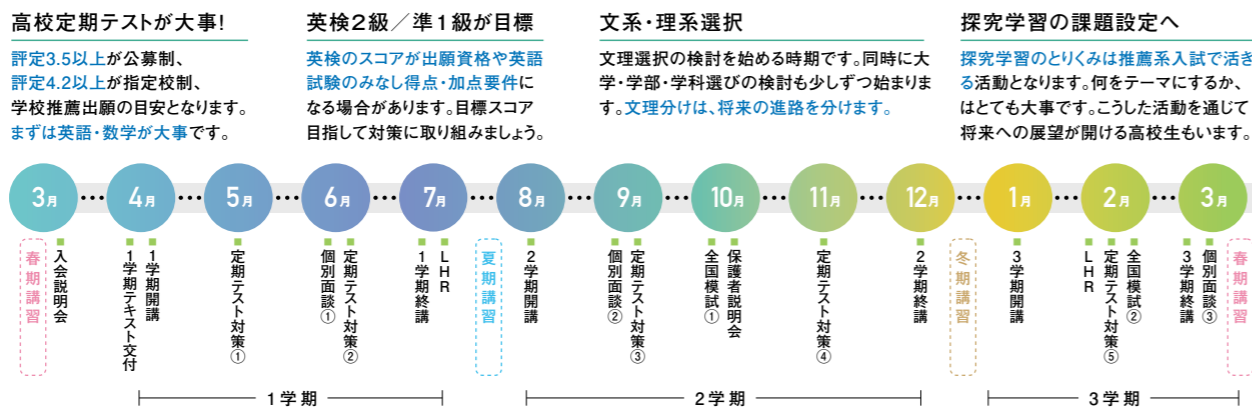 高校定期テストが大事!
評定3.5以上が公募制、
評定4.2以上が指定校制、
学校推薦出願の目安となります。
まずは英語・数学が大事です。
英検2級／準1級が目標
英検のスコアが出願資格や英語
試験のみなし得点・加点要件に
なる場合があります。目標スコア
目指して対策に取り組みましょう。
文系・理系選択
文理選択の検討を始める時期です。同時に大
学・学部・学科選びの検討も少しずつ始まりま
す。文理分けは、将来の進路を分けます。
探究学習の課題設定へ
探究学習のとりくみは推薦系入試で活き
る活動となります。何をテーマにするか、
はとても大事です。こうした活動を通じて
将来への展望が開ける高校生もいます。
3月
4月
5月
6月
7月
8月
9月
10月
11月
12月
1月
2月
3月
春期講習
入会説明会
1学期テキスト交付
1学期開講
定期テスト対策①
個別面談①
定期テスト対策②
1学期終講
LHR
夏期講習
2学期開講
個別面談②
定期テスト対策③
全国模試①
保護者説明会
定期テスト対策④
2学期終講
冬期講習
3学期開講
LHR
定期テスト対策⑤
全国模試②
3学期終講
個別面談③
春期講習
1学期
2学期
3学期